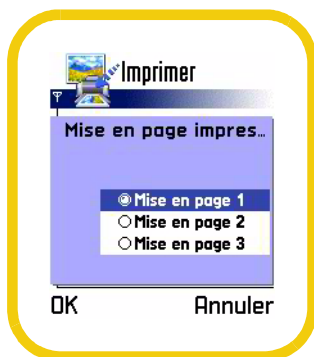 Imprimer
Mise en page impres...
Mise en page 1
Mise en page 2
Mise en page 3
OK Annuler